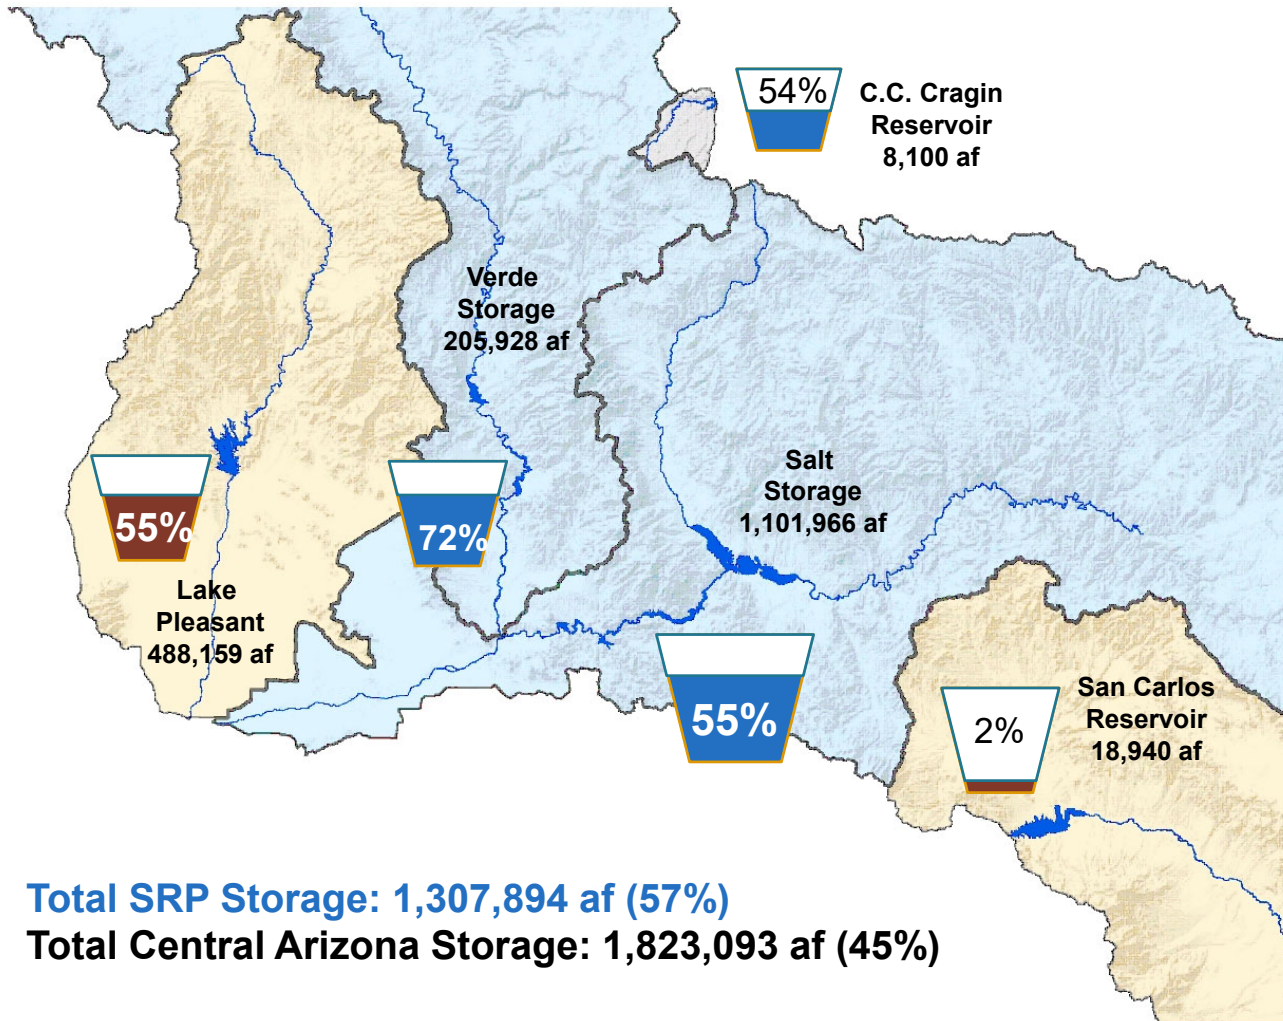 54%
C.C. Cragin
Reservoir
8,100 af
Verde
Storage
205,928 af
Salt
Storage
1,101,966 af
55%
72%
Lake
Pleasant
488,159 af
55%
San Carlos
Reservoir
18,940 af
2%
Total SRP Storage: 1,307,894 af (57%)
Total Central Arizona Storage: 1,823,093 af (45%)